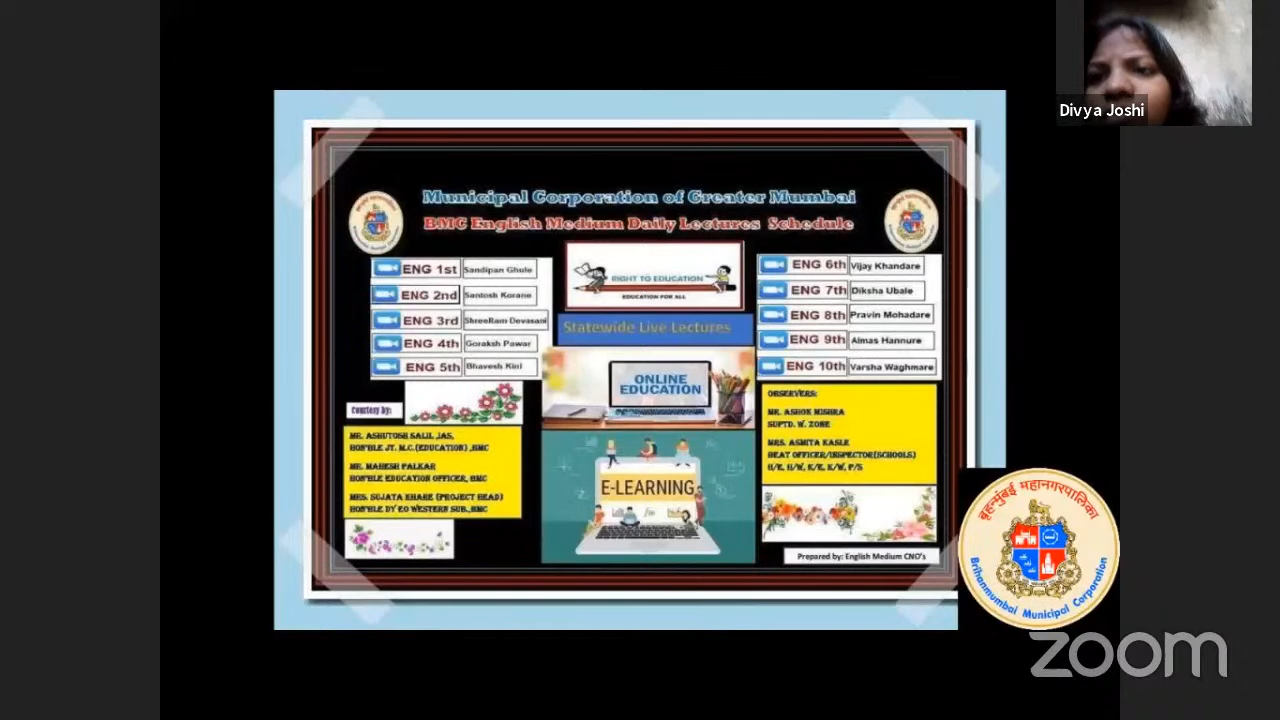 Divya Joshi
Municipal Corporation of Greater Mumbai
BMC English Medium Daily Lectures Schedule
ENG 1st Sandipan Ghule
ENG 2nd Santosh Korane
ENG 3rd ShreeRam Devasani
ENG 4th Goraksh Pawar
ENG 5th Bhavesh Kini
RIGHT TO EDUCATION
EDUCATION FOR ALL
Statewide Live Lectures
ONLINE
EDUCATION
E-LEARNING
ENG 6th Vijay Khandare
ENG 7th Diksha Ubale
ENG 8th Pravin Mohadare
ENG 9th Almas Hannure
ENG 10th Varsha Waghmare
Courtesy by:
MR. ASHUTOSH SALIL ,IAS,
HON'BLE JT. M.C.(EDUCATION) ,BMC
MR. MAHESH PALKAR
HON'BLE EDUCATION OFFICER, BMC
MRS. SUJATA KHARE (PROJECT HEAD)
HON'BLE DY EO WESTERN SUB.,BMC
OBSERVERS:
MR. ASHOK MISHRA
SUPTD. W. ZONE
MRS. ASMITA KASLE
BEAT OFFICER/INSPECTOR(SCHOOLS)
H/E, H/W, K/E, K/W, P/S
Prepared by: English Medium CNO's
बृहन्मुंबई महानगरपालिका
Brihanmumbai Municipal Corporation
zoom